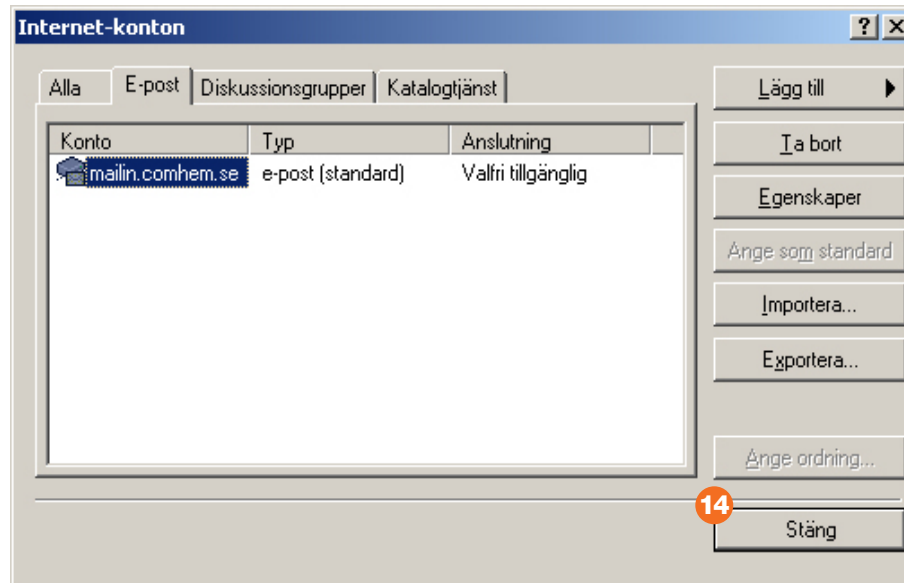 Internet-konton
Alla E-post Diskussionsgrupper Katalogtjänst
Konto Typ Anslutning
mailin.comhem.se e-post (standard) Valfri tillgänglig
Lägg till
Ta bort
Egenskaper
Ange som standard
Importera...
Exportera...
Ange ordning...
14
Stäng